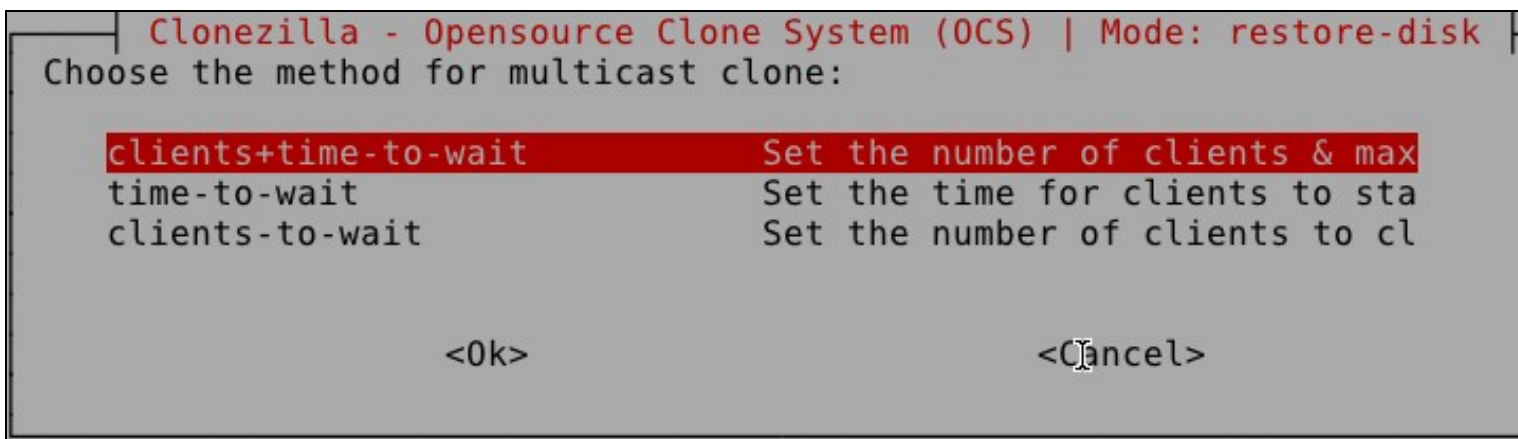 Clonezilla - Opensource Clone System (OCS) | Mode: restore-disk
Choose the method for multicast clone:
clients+time-to-wait Set the number of clients & max
time-to-wait Set the time for clients to sta
clients-to-wait Set the number of clients to cl
<Ok> <Cancel>